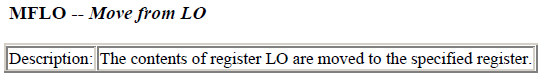 MFLO -- Move from LO
Description: The contents of register LO are moved to the specified register.